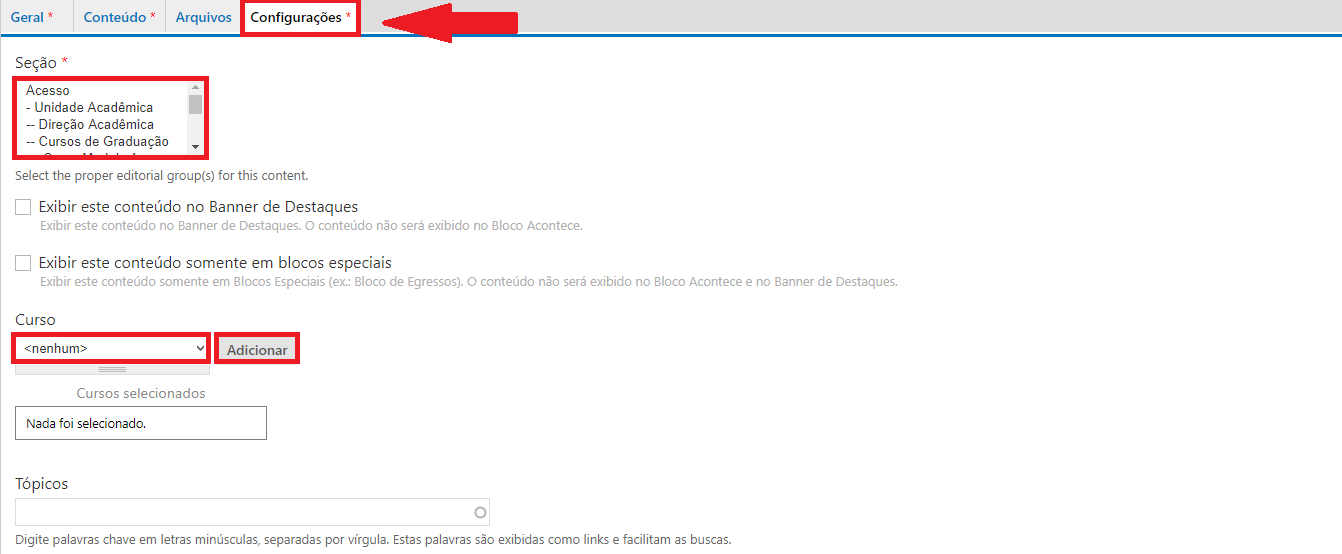 Geral * Conteúdo * Arquivos Configurações *
Seção *
Acesso
- Unidade Acadêmica
-- Direção Acadêmica
-- Cursos de Graduação
Select the proper editorial group(s) for this content.
Exibir este conteúdo no Banner de Destaques
Exibir este conteúdo no Banner de Destaques. O conteúdo não será exibido no Bloco Acontece.
Exibir este conteúdo somente em blocos especiais
Exibir este conteúdo somente em Blocos Especiais (ex.: Bloco de Egressos). O conteúdo não será exibido no Bloco Acontece e no Banner de Destaques.
Curso
<nenhum> Adicionar
Cursos selecionados
Nada foi selecionado.
Tópicos
Digite palavras chave em letras minúsculas, separadas por vírgula. Estas palavras são exibidas como links e facilitam as buscas.